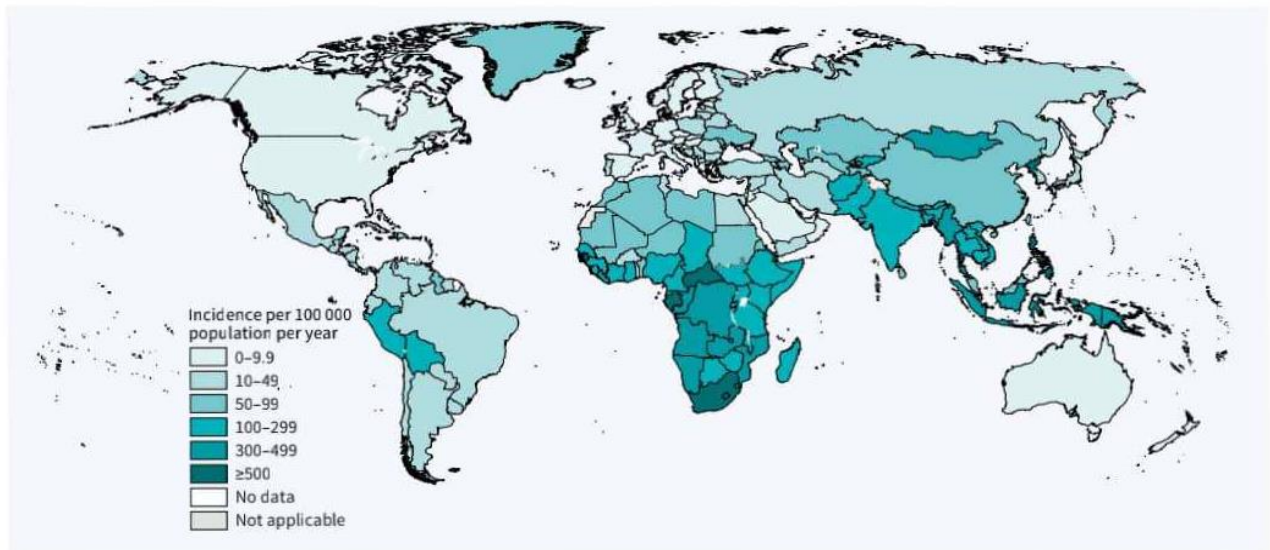 Incidence per 100 000
population per year
0–9.9
10–49
50–99
100–299
300–499
≥500
No data
Not applicable